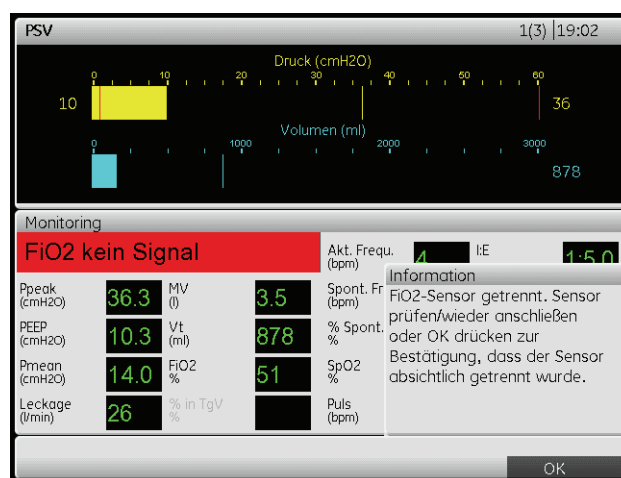 PSV 1(3) 19:02
Druck (cmH2O)
0 10 20 30 40 50 60
10 36
Volumen (ml)
0 1000 2000 3000
878
Monitoring
FiO2 kein Signal
Akt. Frequ. (bpm) 4 I:E 1:5.0
Ppeak (cmH2O) 36.3 MV (l) 3.5 Spont. Fr (bpm)
PEEP (cmH2O) 10.3 Vt (ml) 878 % Spont. %
Pmean (cmH2O) 14.0 FiO2 % 51 SpO2 %
Leckage (l/min) 26 % in TgV % Puls (bpm)
Information
FiO2-Sensor getrennt. Sensor
prüfen/wieder anschließen
oder OK drücken zur
Bestätigung, dass der Sensor
absichtlich getrennt wurde.
OK